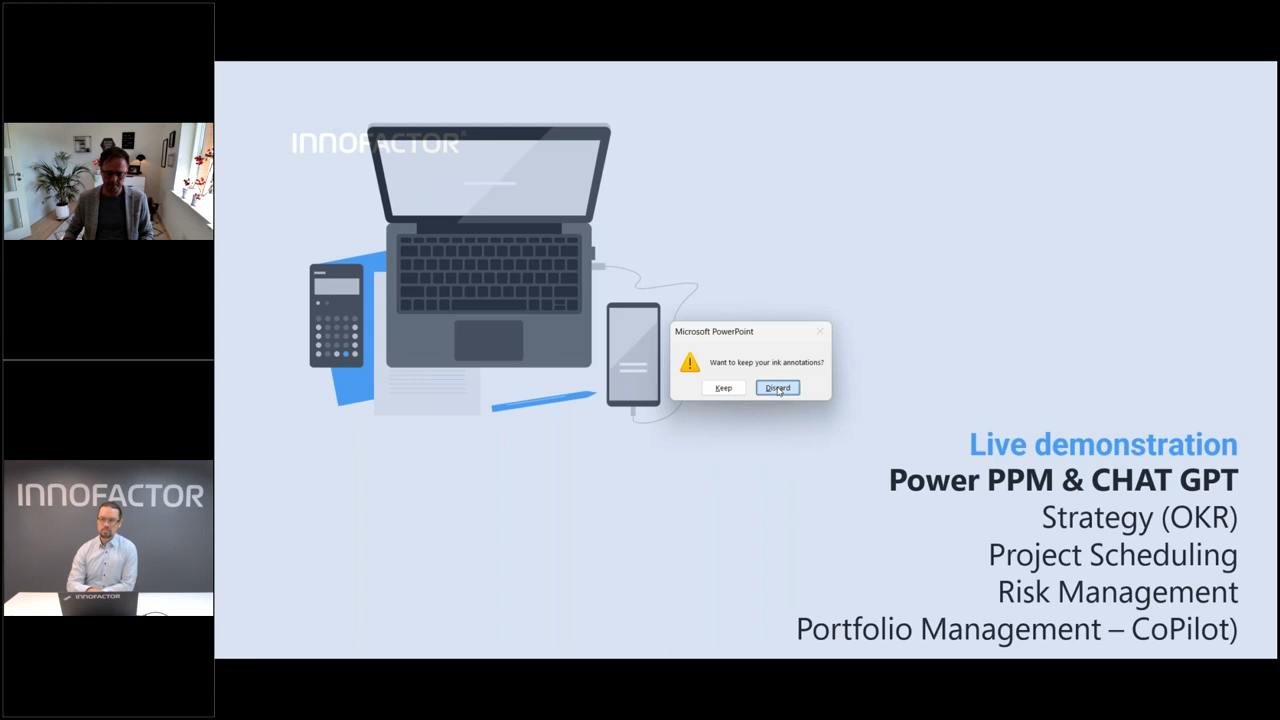 INNOFACTOR®
Microsoft PowerPoint
Want to keep your ink annotations?
Keep
Discard
Live demonstration
Power PPM & CHAT GPT
Strategy (OKR)
Project Scheduling
Risk Management
Portfolio Management – CoPilot)
INNOFACTOR
INNOFACTOR